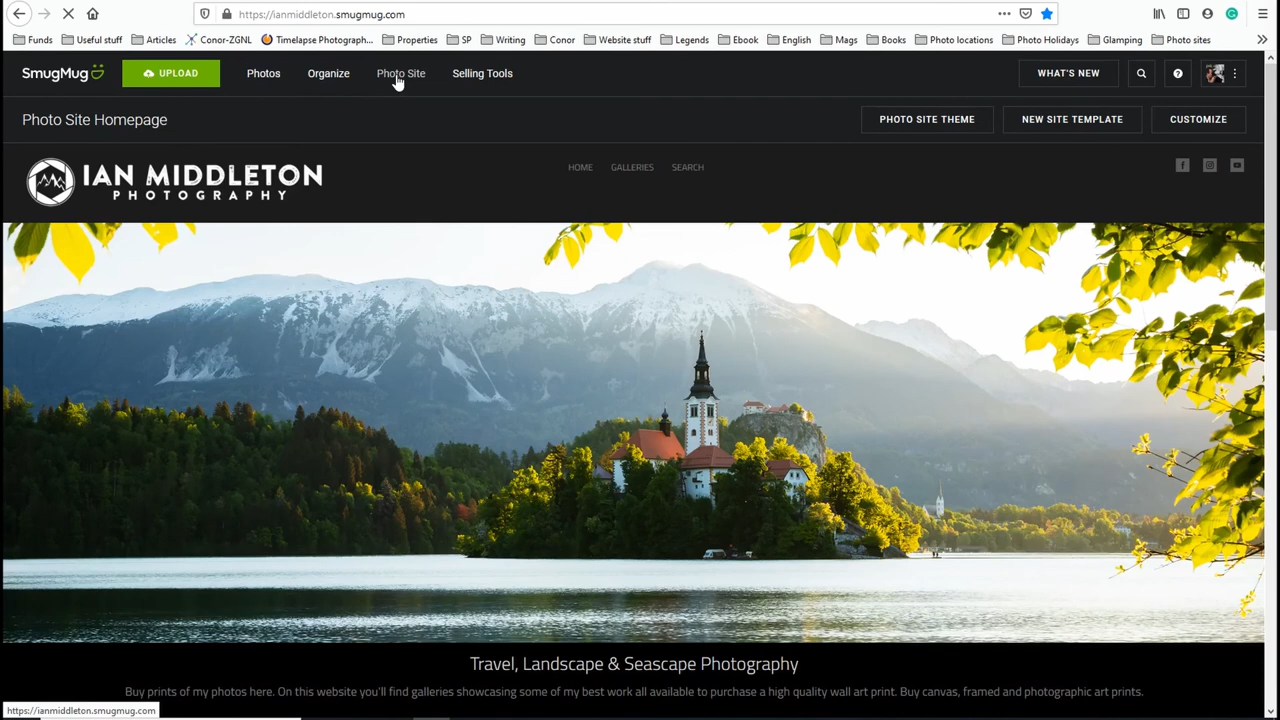 https://ianmiddleton.smugmug.com
Funds Useful stuff Articles Conor-ZGNL Timelapse Photograph... Properties SP Writing Conor Website stuff Legends Ebook English Mags Books Photo locations Photo Holidays Glamping Photo sites
SmugMug UPLOAD Photos Organize Photo Site Selling Tools WHAT'S NEW
Photo Site Homepage PHOTO SITE THEME NEW SITE TEMPLATE CUSTOMIZE
IAN MIDDLETON
PHOTOGRAPHY
HOME GALLERIES SEARCH
Travel, Landscape & Seascape Photography
Buy prints of my photos here. On this website you'll find galleries showcasing some of my best work all available to purchase a high quality wall art print. Buy canvas, framed and photographic art prints.
https://ianmiddleton.smugmug.com